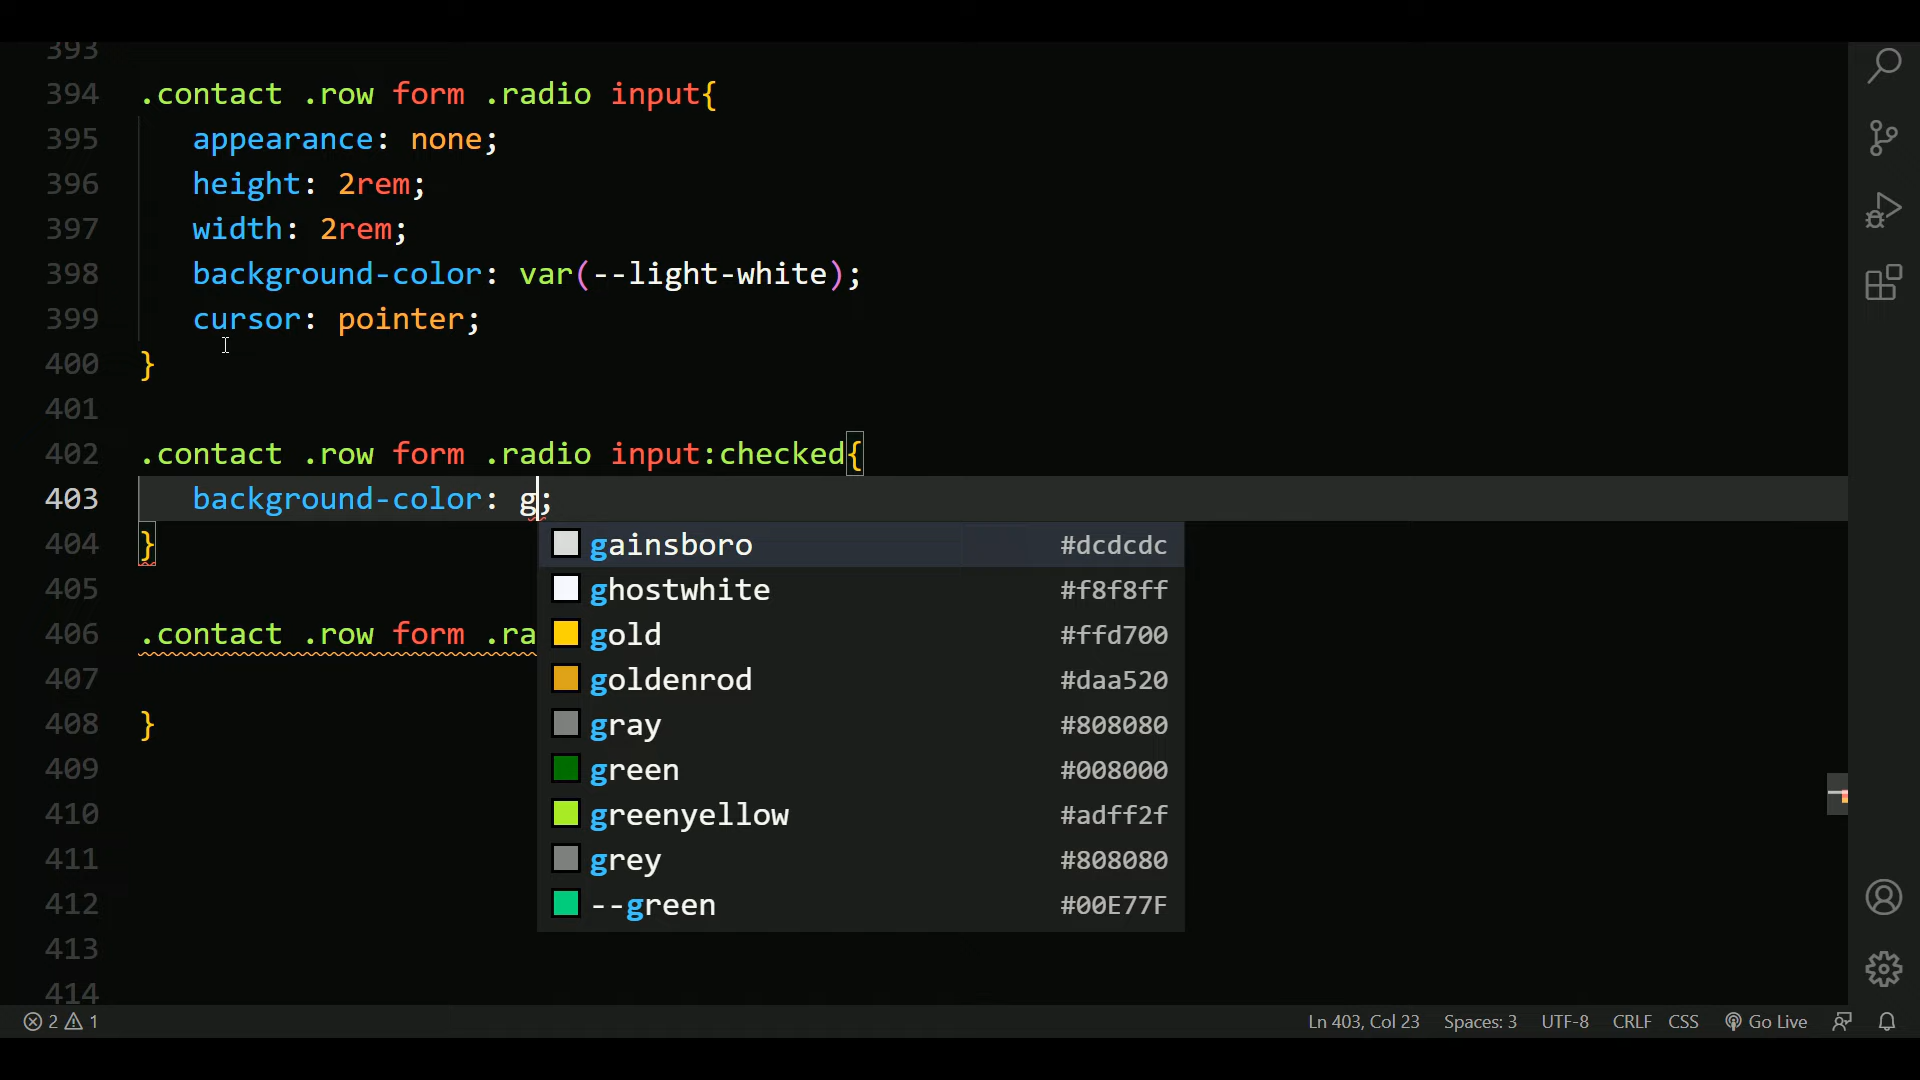 393
394 .contact .row form .radio input{
395 appearance: none;
396 height: 2rem;
397 width: 2rem;
398 background-color: var(--light-white);
399 cursor: pointer;
400 }
401
402 .contact .row form .radio input:checked{
403 background-color: g;
404 }
gainsboro #dcdcdc
405
ghostwhite #f8f8ff
406 .contact .row form .ra
gold #ffd700
407
goldenrod #daa520
408 }
gray #808080
409
green #008000
410
greenyellow #adff2f
411
grey #808080
412
--green #00E77F
413
414
2 1 Ln 403, Col 23 Spaces: 3 UTF-8 CRLF CSS Go Live